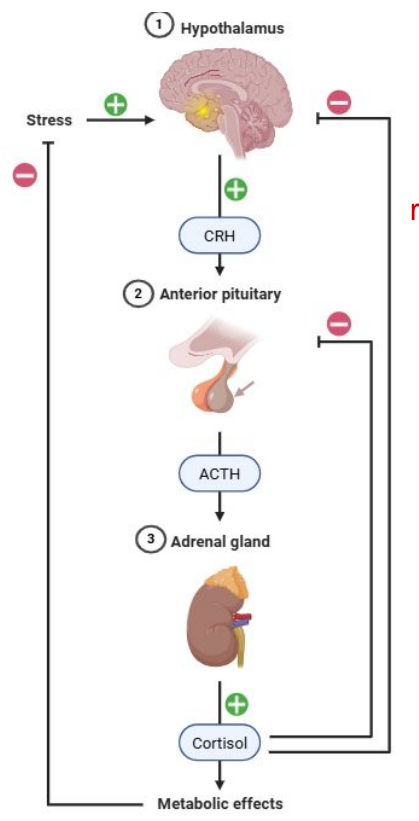 1 Hypothalamus
Stress
CRH
2 Anterior pituitary
ACTH
3 Adrenal gland
Cortisol
Metabolic effects